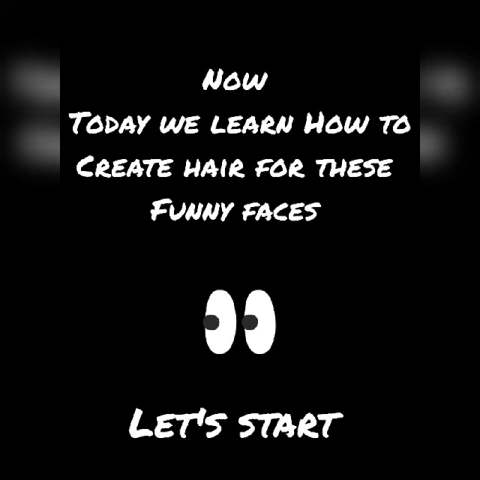 Now
Today we learn How to
Create hair for these
Funny faces
Let's start